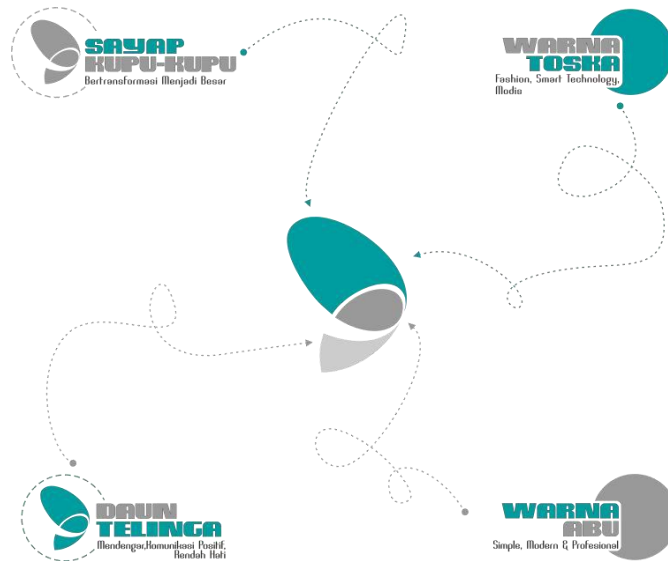 SAYAP
KUPU-KUPU
Bertransformasi Menjadi Besar
WARNA
TOSKA
Fashion, Smart Technology,
Media
DAUN
TELINGA
Mendengar,Komunikasi Positif,
Rendah Hati
WARNA
ABU
Simple, Modern & Profesional